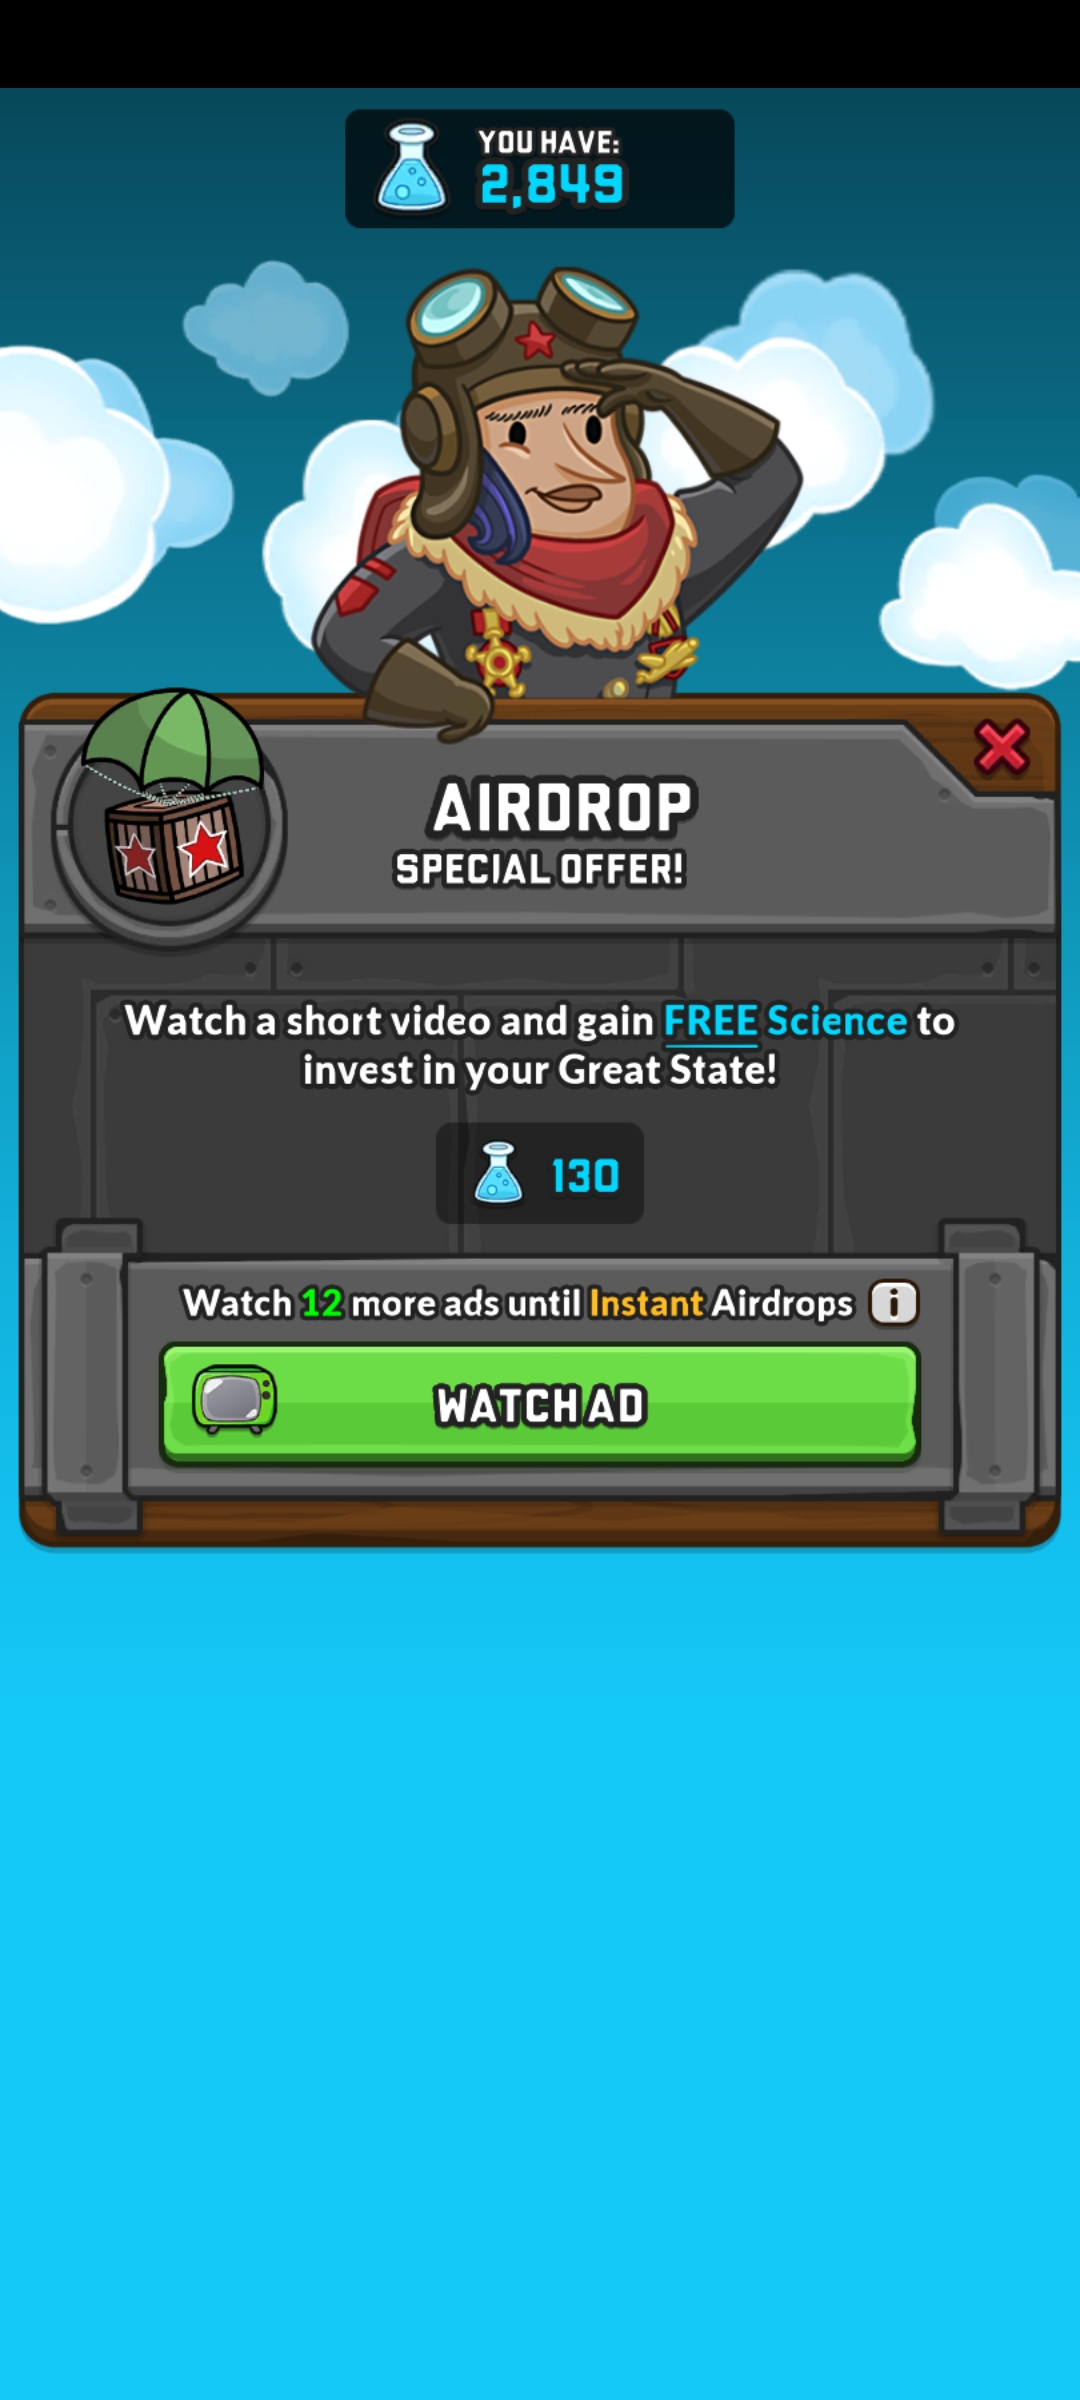 YOU HAVE:
2,849
AIRDROP
SPECIAL OFFER!
Watch a short video and gain FREE Science to
invest in your Great State!
130
Watch 12 more ads until Instant Airdrops i
WATCH AD